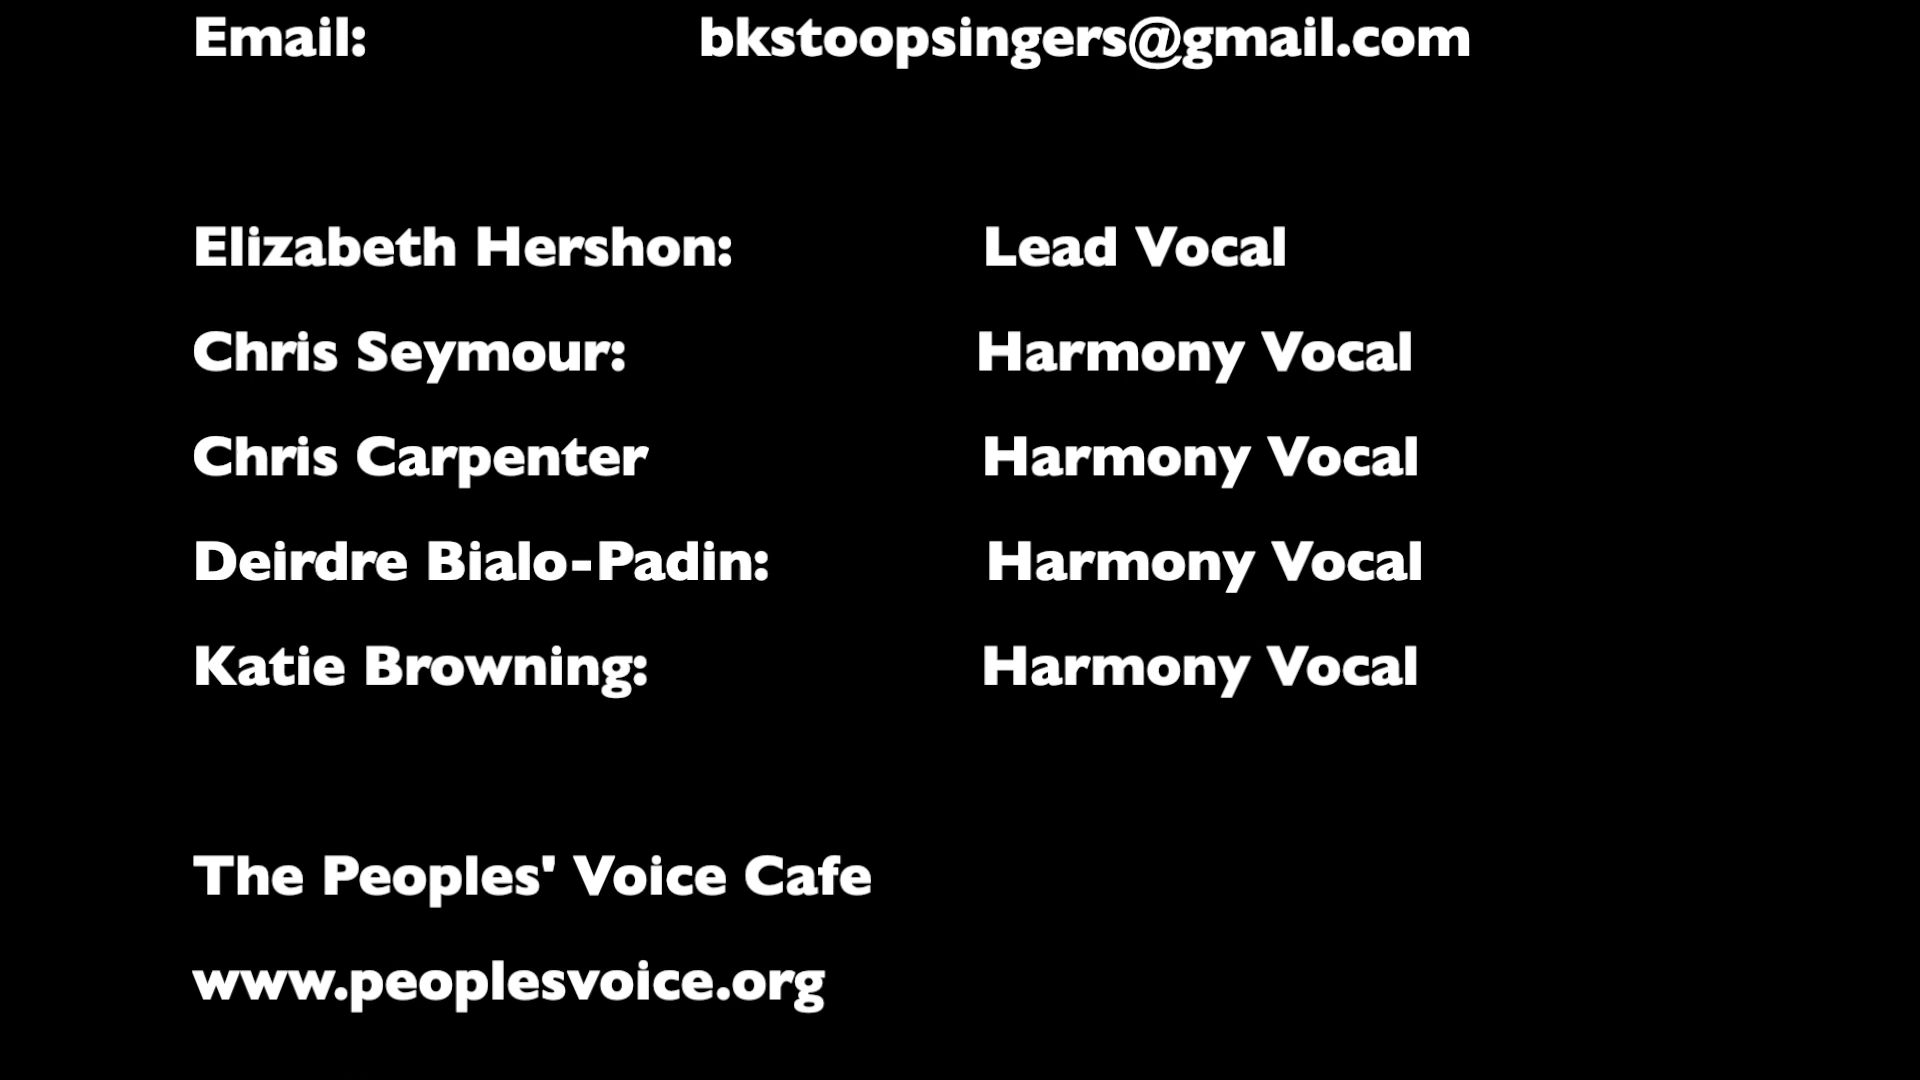 Email: bkstoopsingers@gmail.com
Elizabeth Hershon: Lead Vocal
Chris Seymour: Harmony Vocal
Chris Carpenter Harmony Vocal
Deirdre Bialo-Padin: Harmony Vocal
Katie Browning: Harmony Vocal
The Peoples' Voice Cafe
www.peoplesvoice.org